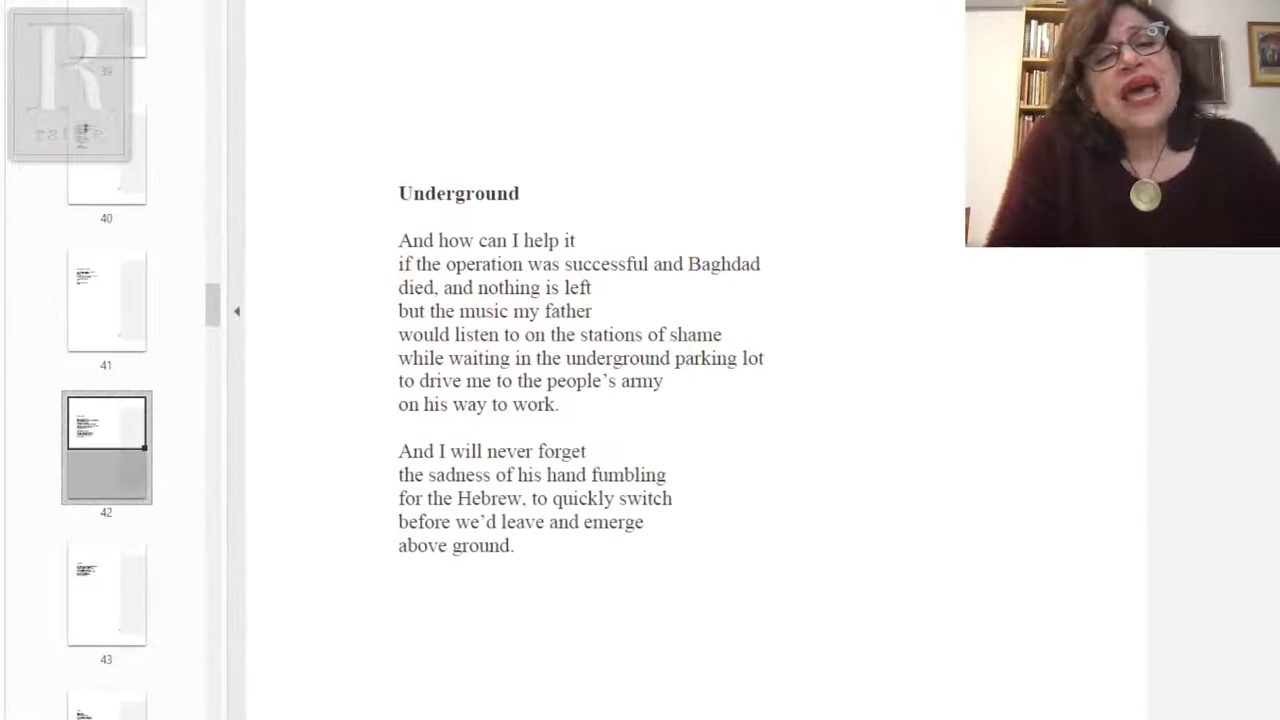 R
39
40
41
42
43
Underground
And how can I help it
if the operation was successful and Baghdad
died, and nothing is left
but the music my father
would listen to on the stations of shame
while waiting in the underground parking lot
to drive me to the people’s army
on his way to work.
And I will never forget
the sadness of his hand fumbling
for the Hebrew, to quickly switch
before we’d leave and emerge
above ground.